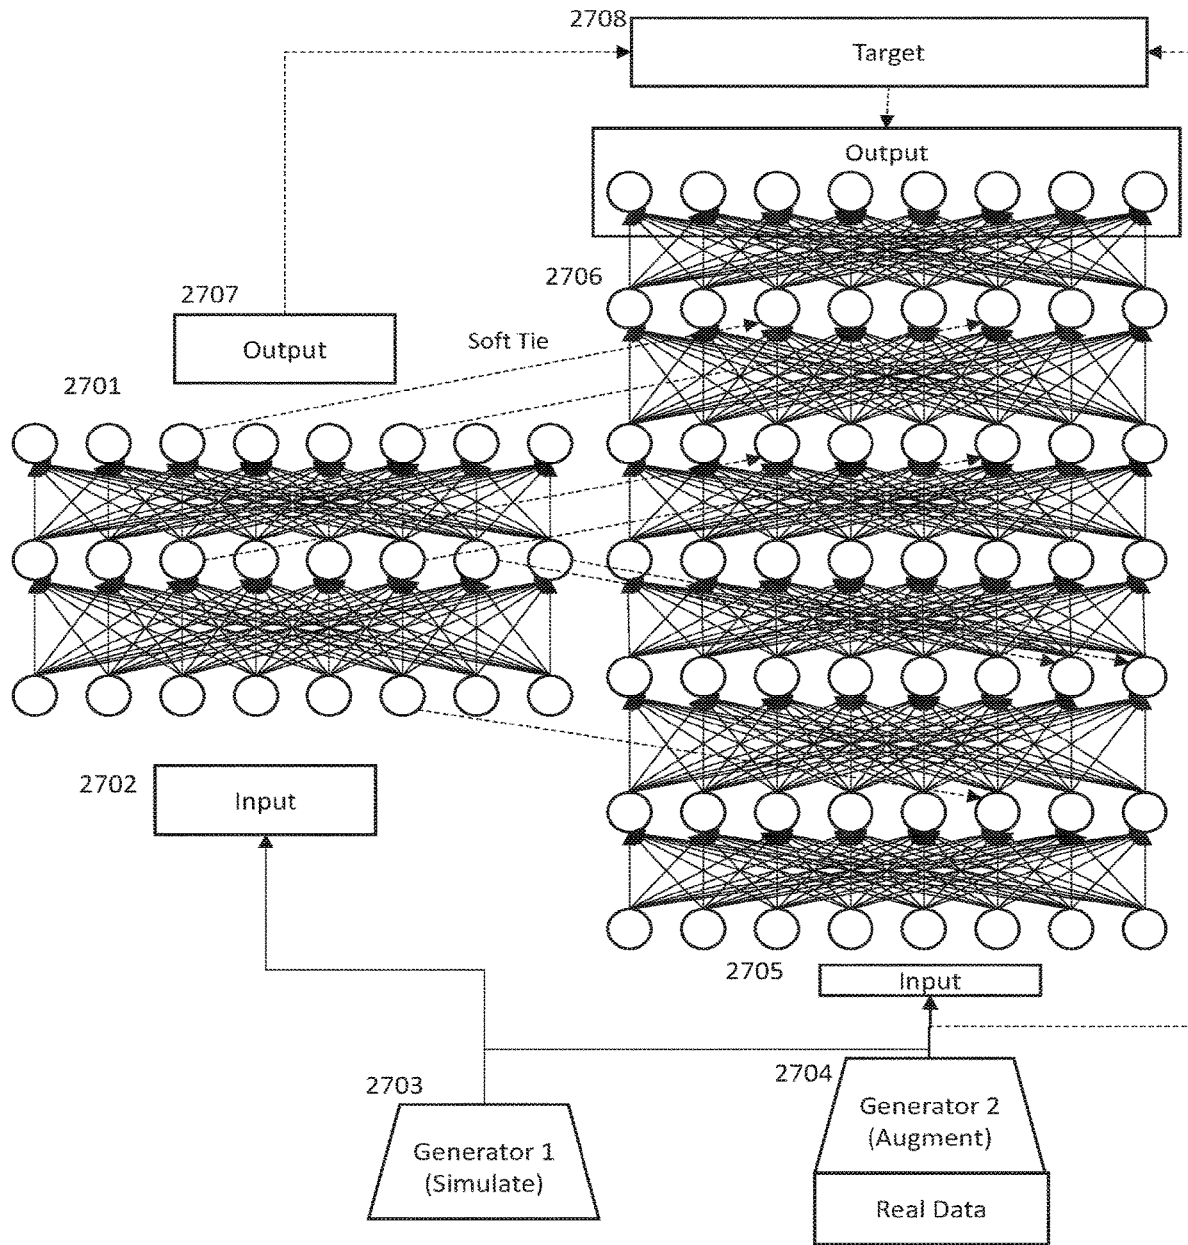 2708
Target
Output
2706
2707
Output
Soft Tie
2701
2702
Input
2705
Input
2703
Generator 1
(Simulate)
2704
Generator 2
(Augment)
Real Data